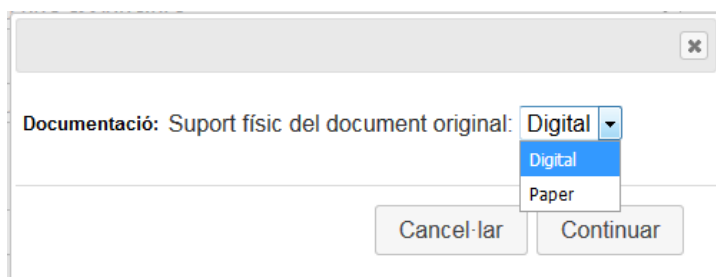 Documentació: Suport físic del document original: Digital
Digital
Paper
Cancel·lar Continuar